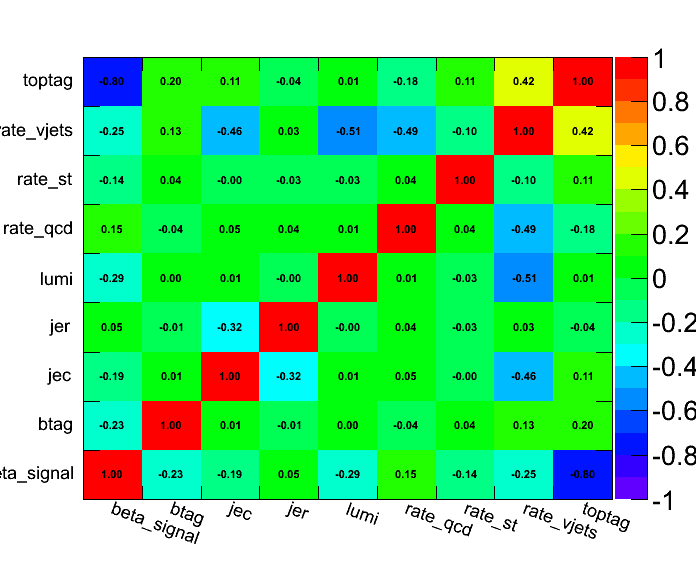 toptag -0.80 0.20 0.11 -0.04 0.01 -0.18 0.11 0.42 1.00
rate_vjets -0.25 0.13 -0.46 0.03 -0.51 -0.49 -0.10 1.00 0.42
rate_st -0.14 0.04 -0.00 -0.03 -0.03 0.04 1.00 -0.10 0.11
rate_qcd 0.15 -0.04 0.05 0.04 0.01 1.00 0.04 -0.49 -0.18
lumi -0.29 0.00 0.01 -0.00 1.00 0.01 -0.03 -0.51 0.01
jer 0.05 -0.01 -0.32 1.00 -0.00 0.04 -0.03 0.03 -0.04
jec -0.19 0.01 1.00 -0.32 0.01 0.05 -0.00 -0.46 0.11
btag -0.23 1.00 0.01 -0.01 0.00 -0.04 0.04 0.13 0.20
eta_signal 1.00 -0.23 -0.19 0.05 -0.29 0.15 -0.14 -0.25 -0.80
beta_signal btag jec jer lumi rate_qcd rate_st rate_vjets toptag
1
0.8
0.6
0.4
0.2
0
-0.2
-0.4
-0.6
-0.8
-1